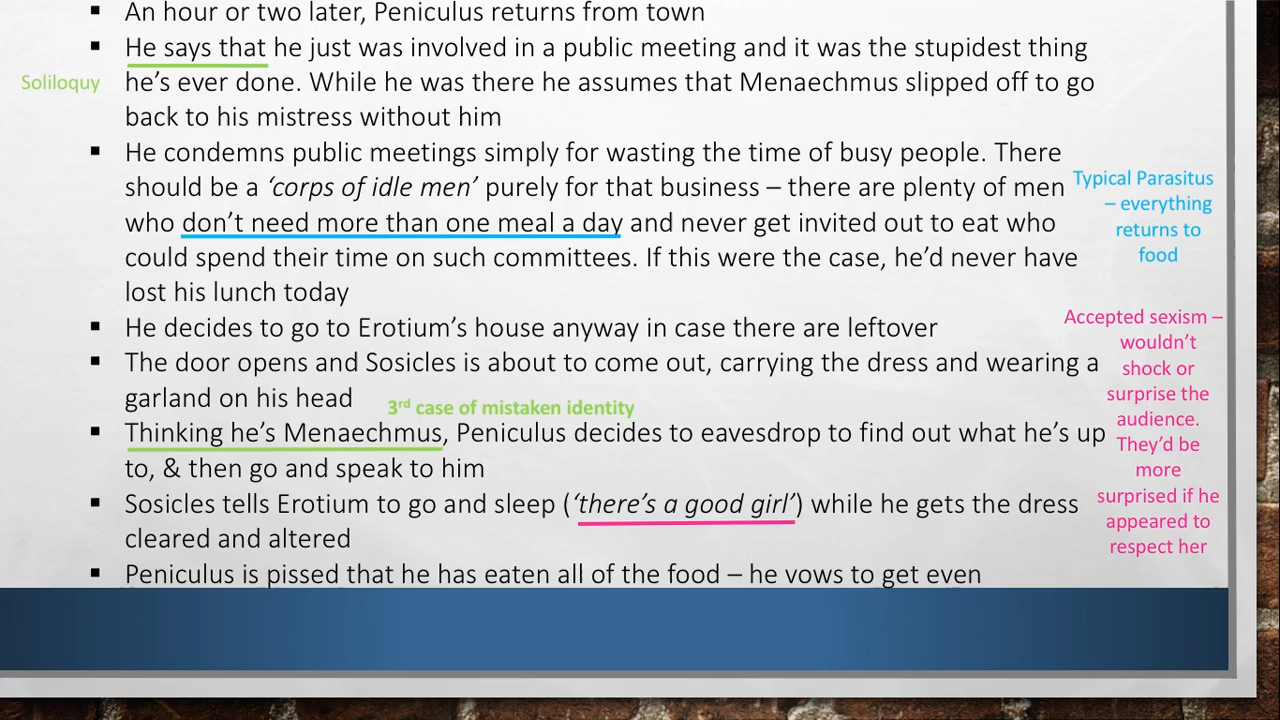 ▪ An hour or two later, Peniculus returns from town
▪ He says that he just was involved in a public meeting and it was the stupidest thing
Soliloquy
he's ever done. While he was there he assumes that Menaechmus slipped off to go
back to his mistress without him
▪ He condemns public meetings simply for wasting the time of busy people. There
should be a 'corps of idle men' purely for that business – there are plenty of men
who don't need more than one meal a day and never get invited out to eat who
could spend their time on such committees. If this were the case, he'd never have
lost his lunch today
Typical Parasitus
– everything
returns to
food
▪ He decides to go to Erotium's house anyway in case there are leftover
▪ The door opens and Sosicles is about to come out, carrying the dress and wearing a
garland on his head
3rd case of mistaken identity
▪ Thinking he's Menaechmus, Peniculus decides to eavesdrop to find out what he's up
to, & then go and speak to him
▪ Sosicles tells Erotium to go and sleep ('there's a good girl') while he gets the dress
cleared and altered
▪ Peniculus is pissed that he has eaten all of the food – he vows to get even
Accepted sexism –
wouldn't
shock or
surprise the
audience.
They'd be
more
surprised if he
appeared to
respect her